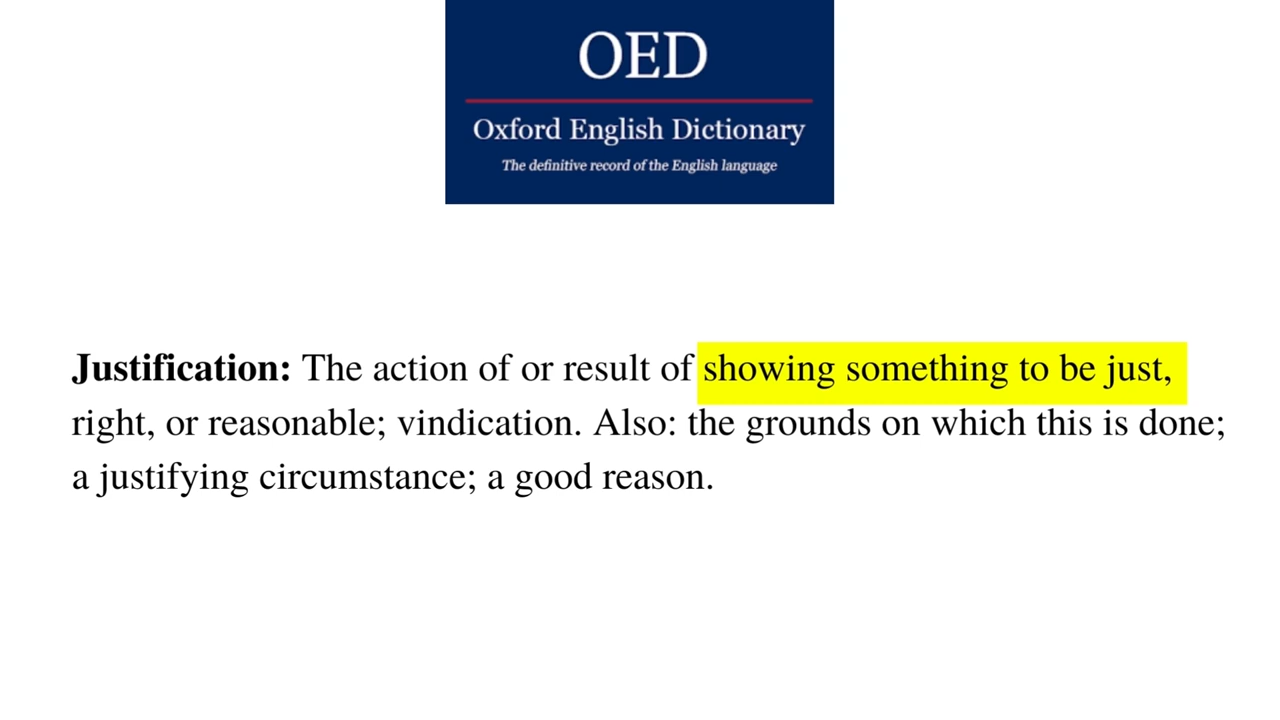 OED
Oxford English Dictionary
The definitive record of the English language
Justification: The action of or result of showing something to be just,
right, or reasonable; vindication. Also: the grounds on which this is done;
a justifying circumstance; a good reason.